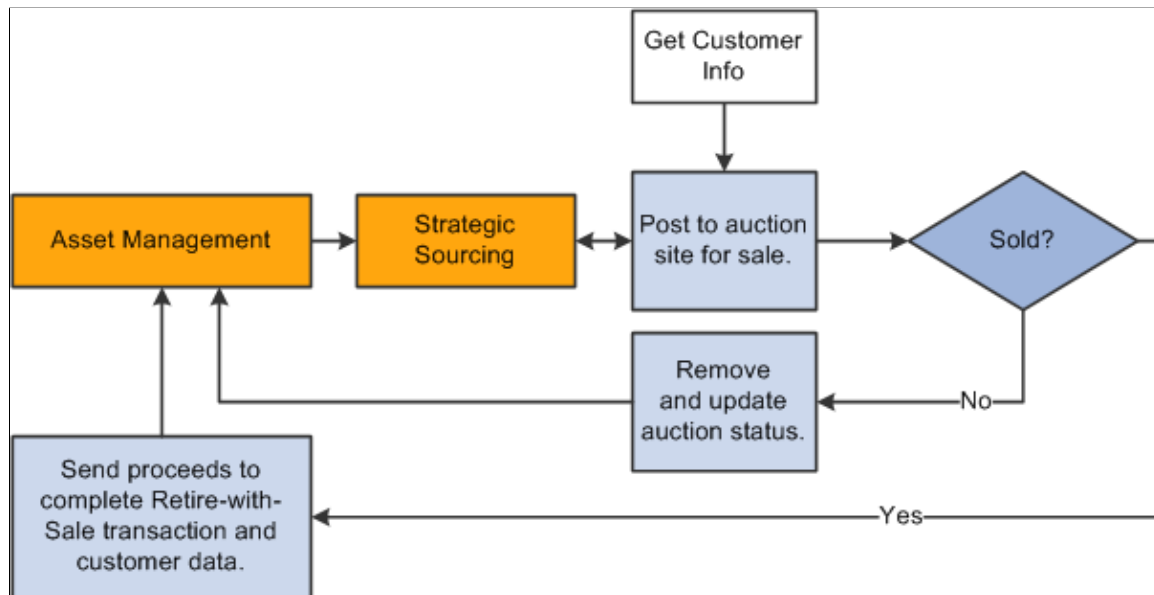 Get Customer
Info
Asset Management
Strategic
Sourcing
Post to auction
site for sale.
Sold?
Remove
and update
auction status.
No
Send proceeds to
complete Retire-with-
Sale transaction and
customer data.
Yes